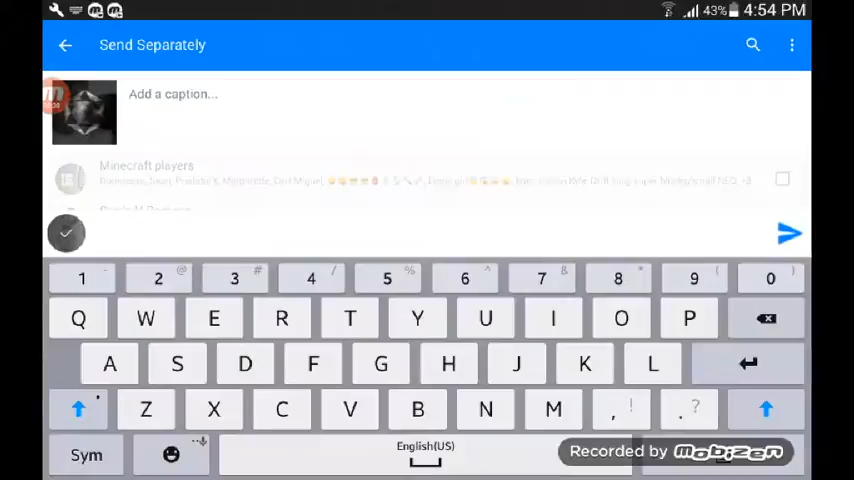 43% 4:54 PM
Send Separately
Add a caption...
Minecraft players
1 - 2 @ 3 # 4 / 5 % 6 ^ 7 & 8 * 9 ( 0 )
Q W E R T Y U I O P
A S D F G H J K L
Z X C V B N M , ! . ?
Sym English(US)
Recorded by mobizen